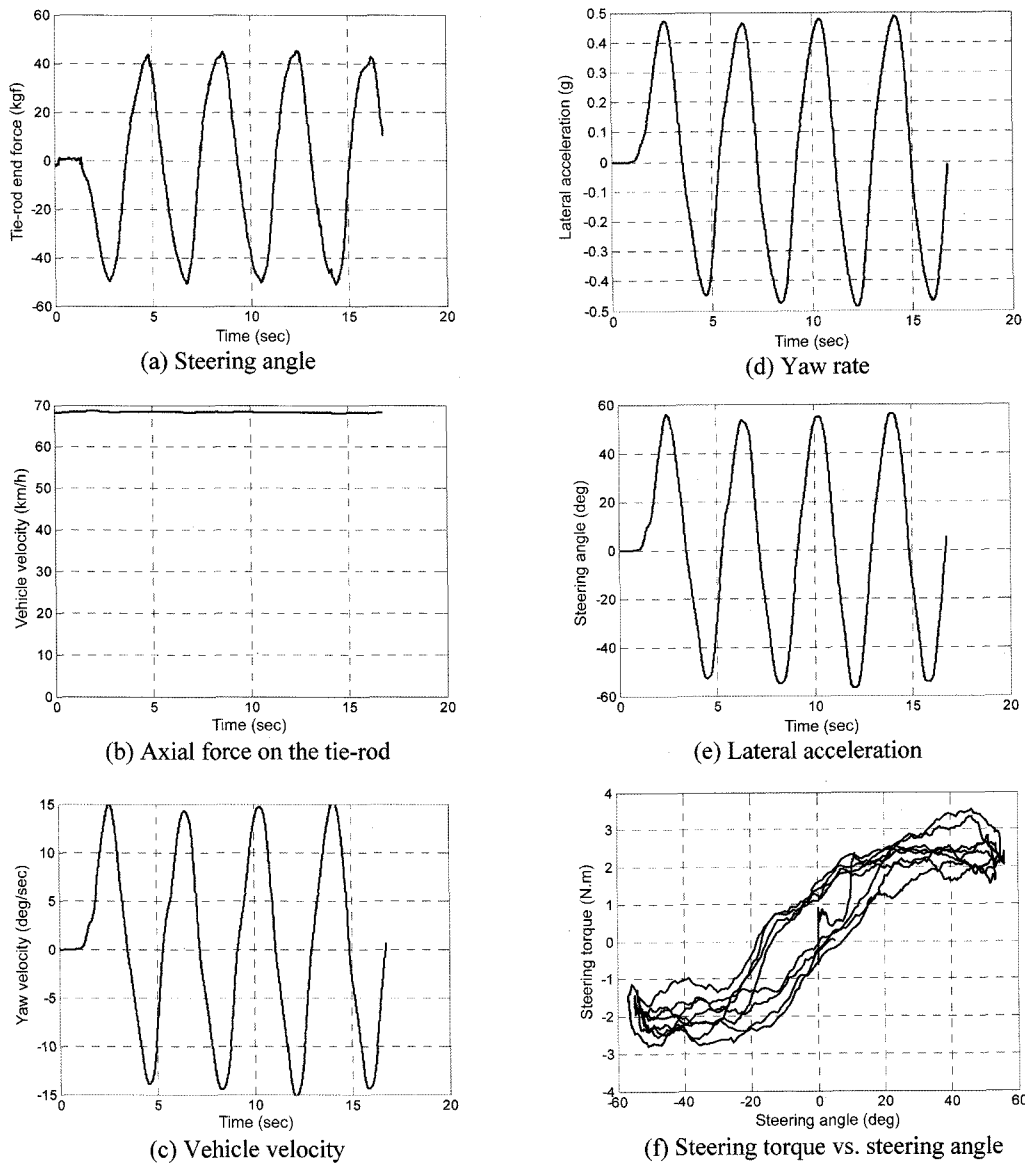 60
40
20
0
-20
-40
-60
Tie-rod end force (kgf)
0 5 10 15 20
Time (sec)
(a) Steering angle
70
60
50
40
30
20
10
0
Vehicle velocity (km/h)
0 5 10 15 20
Time (sec)
(b) Axial force on the tie-rod
15
10
5
0
-5
-10
-15
Yaw velocity (deg/sec)
0 5 10 15 20
Time (sec)
(c) Vehicle velocity
0.5
0.4
0.3
0.2
0.1
0
-0.1
-0.2
-0.3
-0.4
-0.5
Lateral acceleration (g)
0 5 10 15 20
Time (sec)
(d) Yaw rate
60
40
20
0
-20
-40
-60
Steering angle (deg)
0 5 10 15 20
Time (sec)
(e) Lateral acceleration
4
3
2
1
0
-1
-2
-3
-4
Steering torque (N.m)
-60 -40 -20 0 20 40 60
Steering angle (deg)
(f) Steering torque vs. steering angle